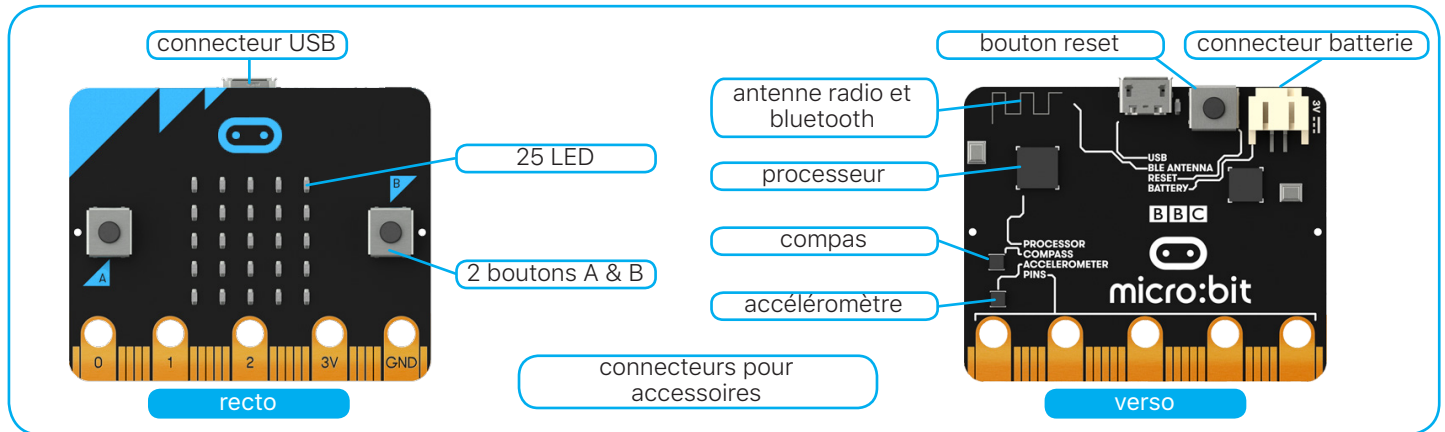 connecteur USB
25 LED
B
A
2 boutons A & B
0
1
2
3V
GND
recto
connecteurs pour
accessoires
bouton reset
connecteur batterie
antenne radio et
bluetooth
processeur
compas
accéléromètre
3V
USB
BLE ANTENNA
RESET
BATTERY
BBC
PROCESSOR
COMPASS
ACCELEROMETER
PINS
micro:bit
verso